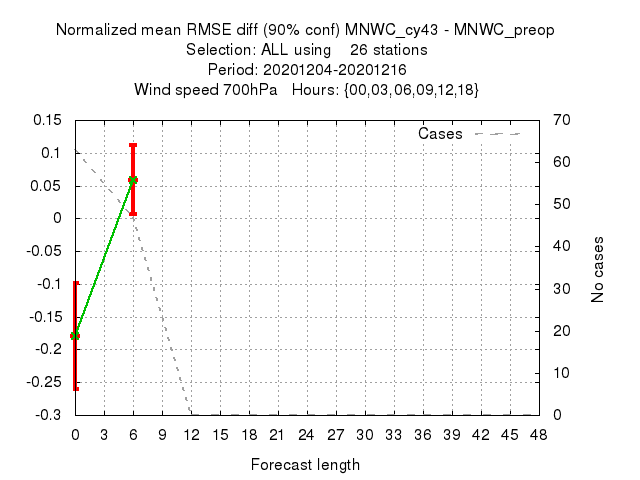 Normalized mean RMSE diff (90% conf) MNWC_cy43 - MNWC_preop
Selection: ALL using 26 stations
Period: 20201204-20201216
Wind speed 700hPa Hours: {00,03,06,09,12,18}
Cases
0.15
0.1
0.05
0
-0.05
-0.1
-0.15
-0.2
-0.25
-0.3
70
60
50
40
30
20
10
0
No cases
0 3 6 9 12 15 18 21 24 27 30 33 36 39 42 45 48
Forecast length